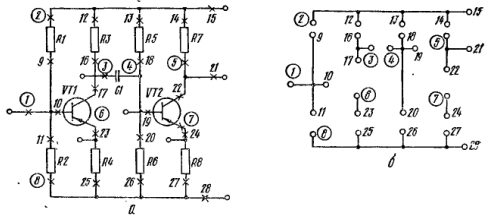 2 12 13 14 15
R1 R3 R5 R7
9 16 3 4 18 5 21
C1
17 VT2 22
VT1
1 10 6 19 7
11 23 20 24
R2 R4 R6 R8
8 25 26 27 28
а
2 12 13 14 15
9 16 18 5 21
17 3 4 19
1 10 22
6 7
11 23 20 24
8 25 26 27 28
б